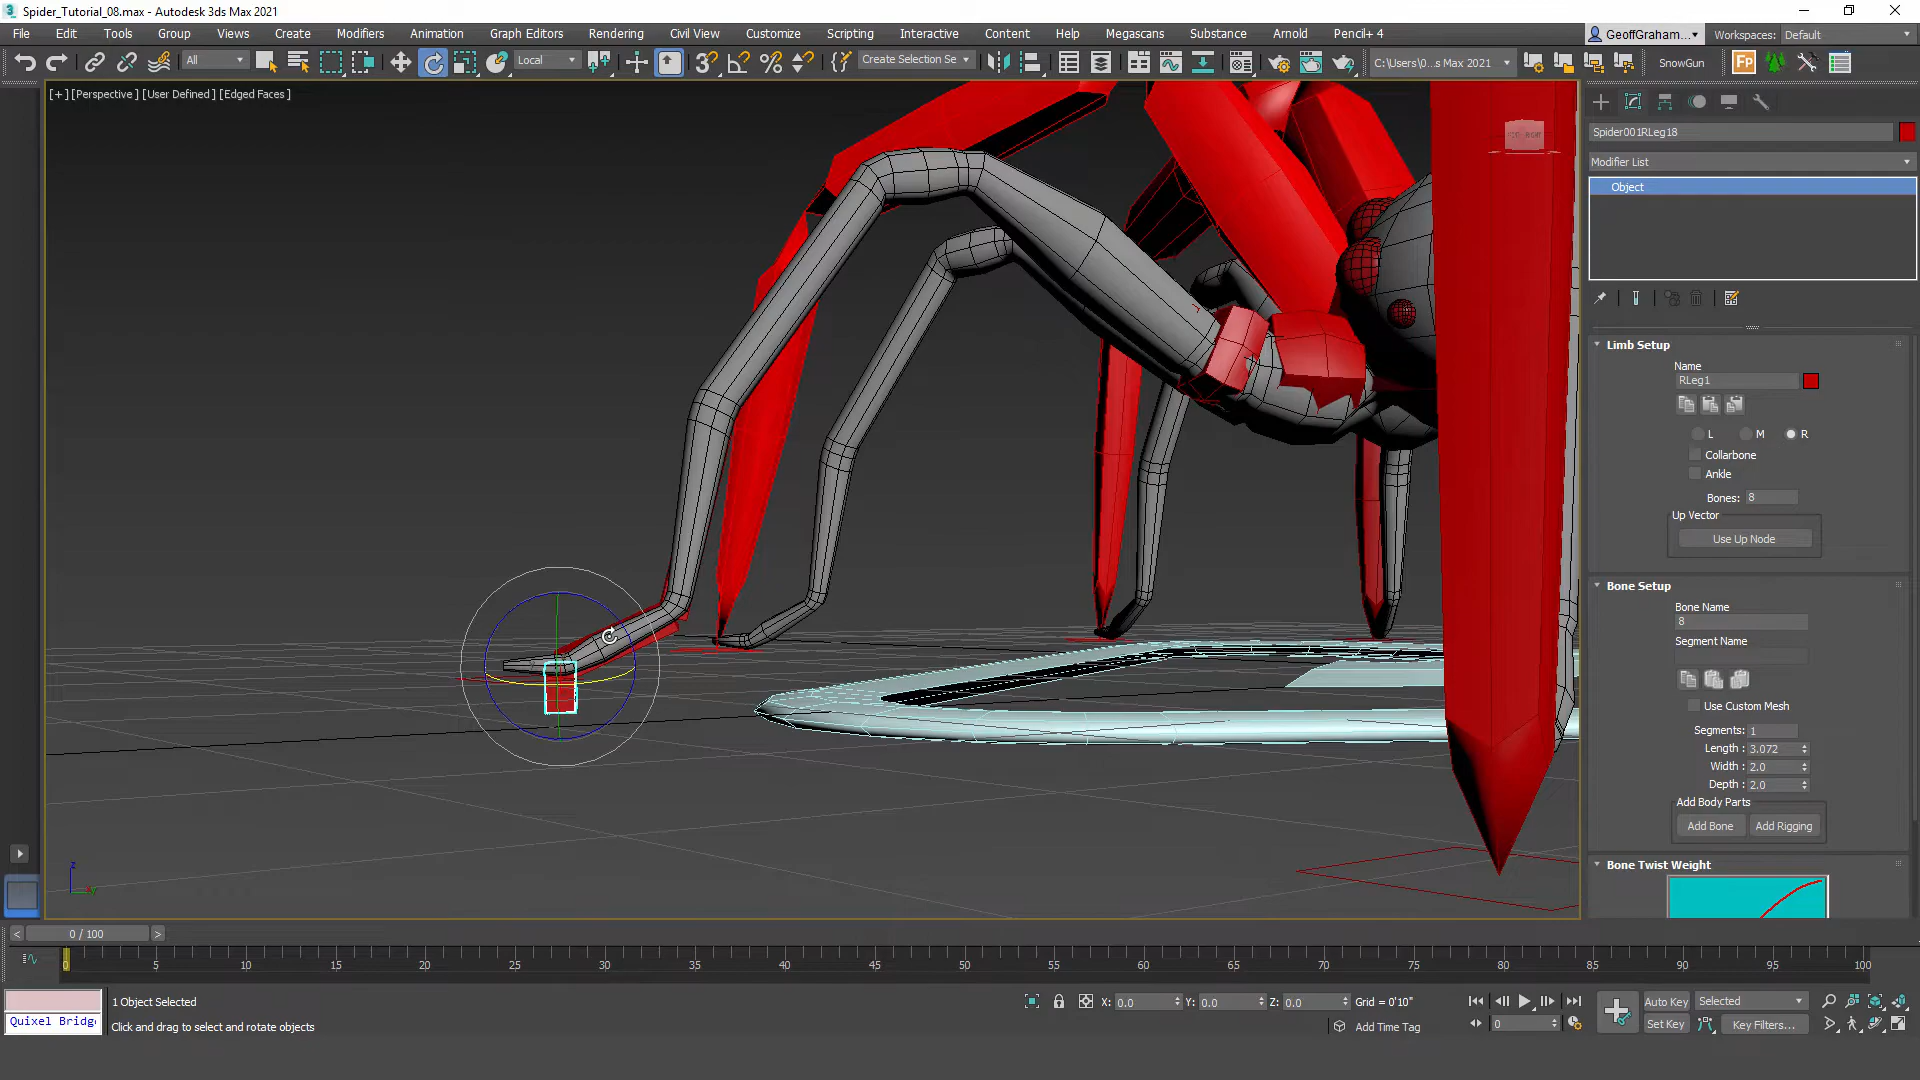 Spider_Tutorial_08.max - Autodesk 3ds Max 2021
File Edit Tools Group Views Create Modifiers Animation Graph Editors Rendering Civil View Customize Scripting Interactive Content Help Megascans Substance Arnold Pencil+ 4 GeoffGraham... Workspaces: Default
All Local Create Selection Se C:\Users\0'...s Max 2021 SnowGun
[+] [Perspective ] [User Defined ] [Edged Faces ]
Spider001RLeg18
Modifier List
Object
Limb Setup
Name
RLeg1
L M R
Collarbone
Ankle
Bones: 8
Up Vector
Use Up Node
Bone Setup
Bone Name
8
Segment Name
Use Custom Mesh
Segments: 1
Length : 3.072
Width : 2.0
Depth : 2.0
Add Body Parts
Add Bone Add Rigging
Bone Twist Weight
z
y
< 0 / 100 >
0 5 10 15 20 25 30 35 40 45 50 55 60 65 70 75 80 85 90 95 100
1 Object Selected X: 0.0 Y: 0.0 Z: 0.0 Grid = 0'10" Auto Key Selected
Quixel Bridg Click and drag to select and rotate objects Add Time Tag 0 Set Key Key Filters...